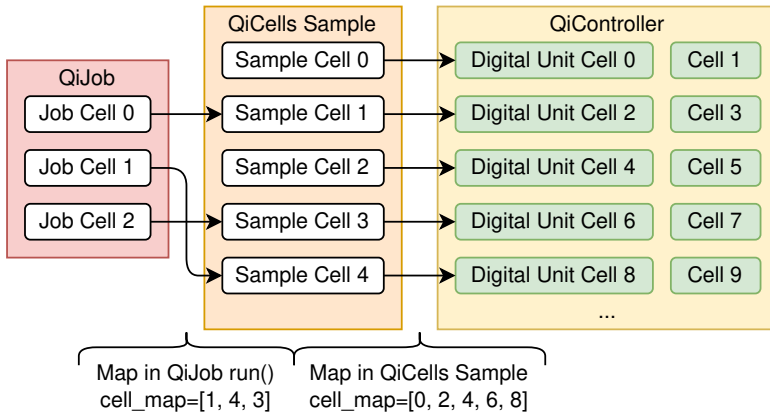 QiJob
Job Cell 0
Job Cell 1
Job Cell 2
QiCells Sample
Sample Cell 0
Sample Cell 1
Sample Cell 2
Sample Cell 3
Sample Cell 4
QiController
Digital Unit Cell 0
Cell 1
Digital Unit Cell 2
Cell 3
Digital Unit Cell 4
Cell 5
Digital Unit Cell 6
Cell 7
Digital Unit Cell 8
Cell 9
...
Map in QiJob run()
cell_map=[1, 4, 3]
Map in QiCells Sample
cell_map=[0, 2, 4, 6, 8]